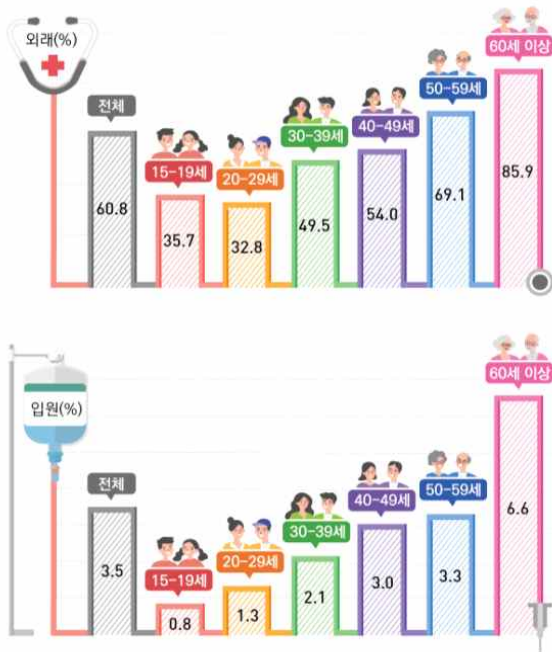 외래(%)
전체
60.8
15-19세
35.7
20-29세
32.8
30-39세
49.5
40-49세
54.0
50-59세
69.1
60세 이상
85.9
입원(%)
전체
3.5
15-19세
0.8
20-29세
1.3
30-39세
2.1
40-49세
3.0
50-59세
3.3
60세 이상
6.6